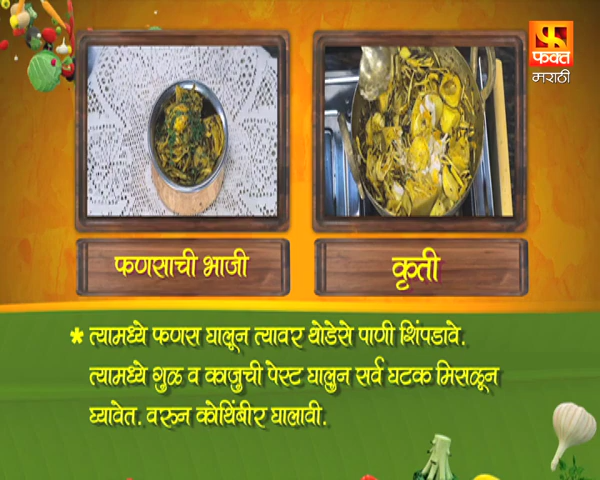 फक्त
मराठी
फणसाची भाजी
कृती
* त्यामध्ये फणस घालून त्यावर थोडेसे पाणी शिंपडावे.
त्यामध्ये गुळ व काजुची पेस्ट घालुन सर्व घटक मिसळून
घ्यावेत. वरुन कोथिंबीर घालावी.